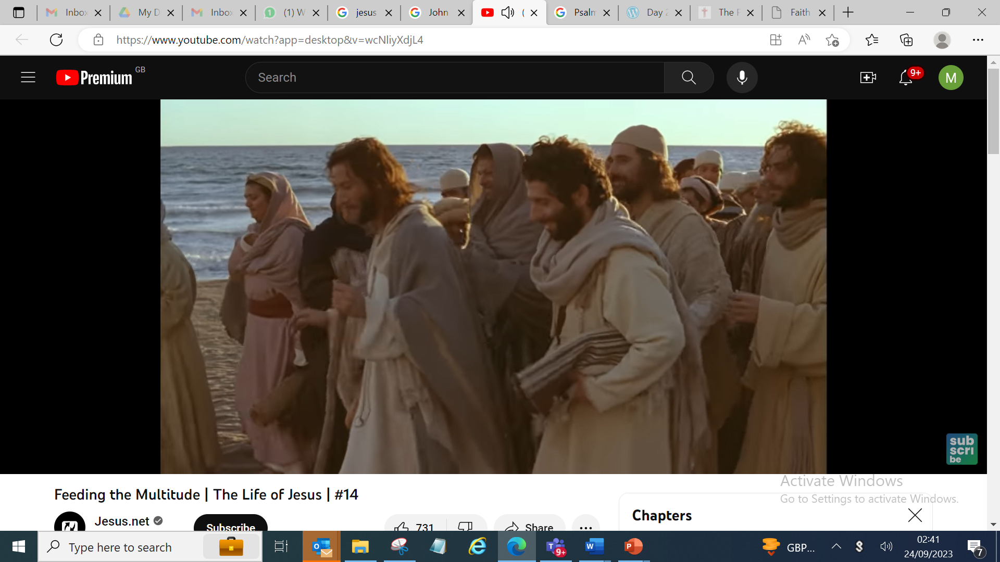 Inbox
My D
Inbox
1
(1) W
jesus
John
(
Psaln
Day 2
The F
Faith
https://www.youtube.com/watch?app=desktop&v=wcNliyXdjL4
Premium GB
Search
9+
M
sub
scri
be
Feeding the Multitude | The Life of Jesus | #14
Activate Windows
Go to Settings to activate Windows.
Chapters
Jesus.net
Subscribe
731
Share
Type here to search
T
9+
W
P
GBP...
02:41
24/09/2023
7